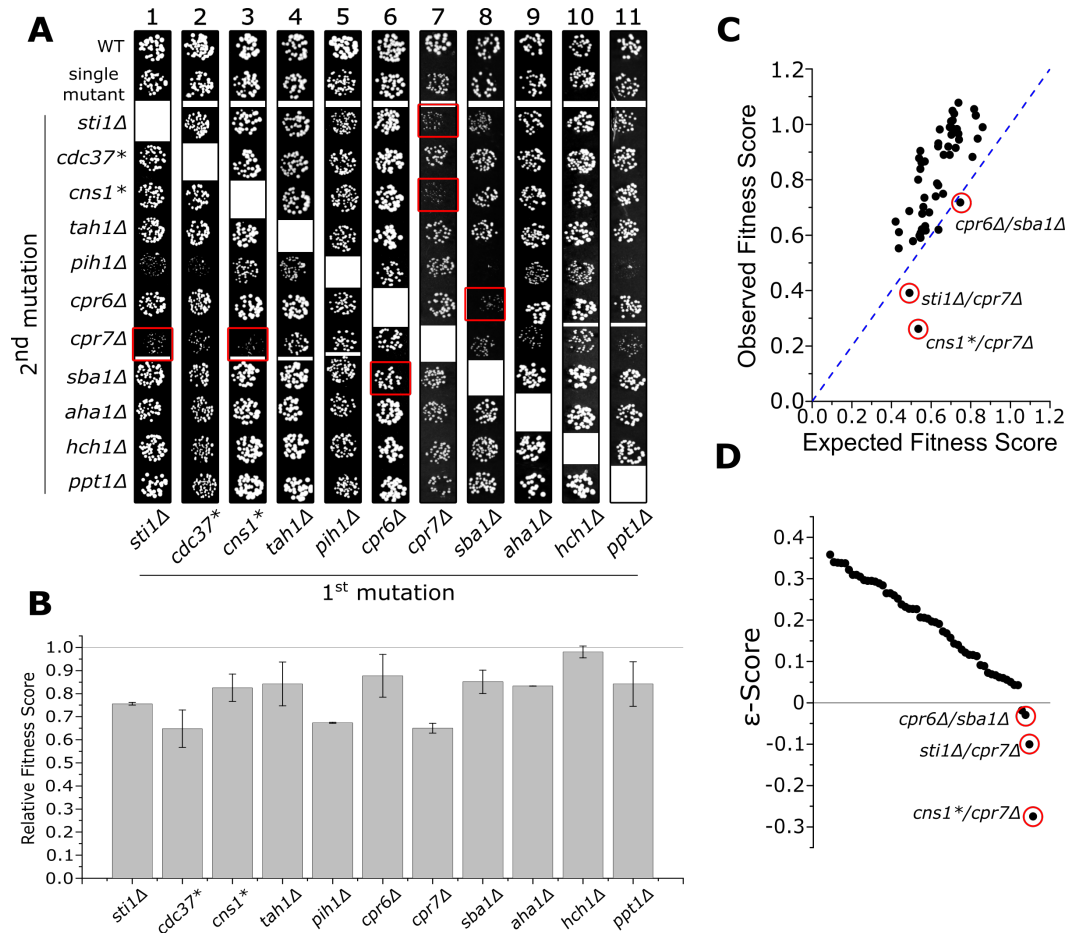 A
1 2 3 4 5 6 7 8 9 10 11
WT
single
mutant
2nd mutation
sti1Δ
cdc37*
cns1*
tah1Δ
pih1Δ
cpr6Δ
cpr7Δ
sba1Δ
aha1Δ
hch1Δ
ppt1Δ
sti1Δ cdc37* cns1* tah1Δ pih1Δ cpr6Δ cpr7Δ sba1Δ aha1Δ hch1Δ ppt1Δ
1st mutation
B
Relative Fitness Score
1.0
0.9
0.8
0.7
0.6
0.5
0.4
0.3
0.2
0.1
0.0
sti1Δ cdc37* cns1* tah1Δ pih1Δ cpr6Δ cpr7Δ sba1Δ aha1Δ hch1Δ ppt1Δ
C
Observed Fitness Score
1.2
1.0
0.8
0.6
0.4
0.2
0.0
cpr6Δ/sba1Δ
sti1Δ/cpr7Δ
cns1*/cpr7Δ
0.0 0.2 0.4 0.6 0.8 1.0 1.2
Expected Fitness Score
D
ε-Score
0.4
0.3
0.2
0.1
0
-0.1
-0.2
-0.3
cpr6Δ/sba1Δ
sti1Δ/cpr7Δ
cns1*/cpr7Δ